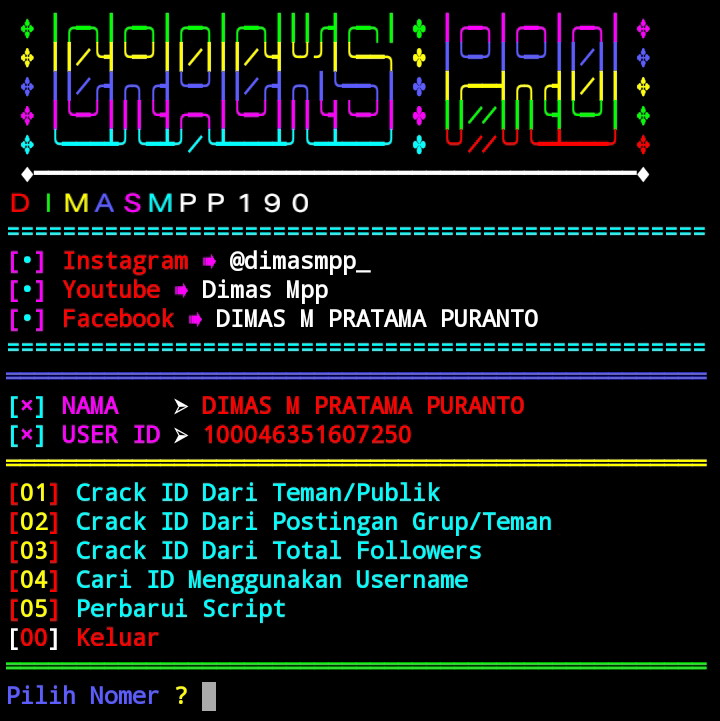 DIMASMPP190
[•] Instagram ➠ @dimasmpp_
[•] Youtube ➠ Dimas Mpp
[•] Facebook ➠ DIMAS M PRATAMA PURANTO
[×] NAMA ➢ DIMAS M PRATAMA PURANTO
[×] USER ID ➢ 100046351607250
[01] Crack ID Dari Teman/Publik
[02] Crack ID Dari Postingan Grup/Teman
[03] Crack ID Dari Total Followers
[04] Cari ID Menggunakan Username
[05] Perbarui Script
[00] Keluar
Pilih Nomer ?